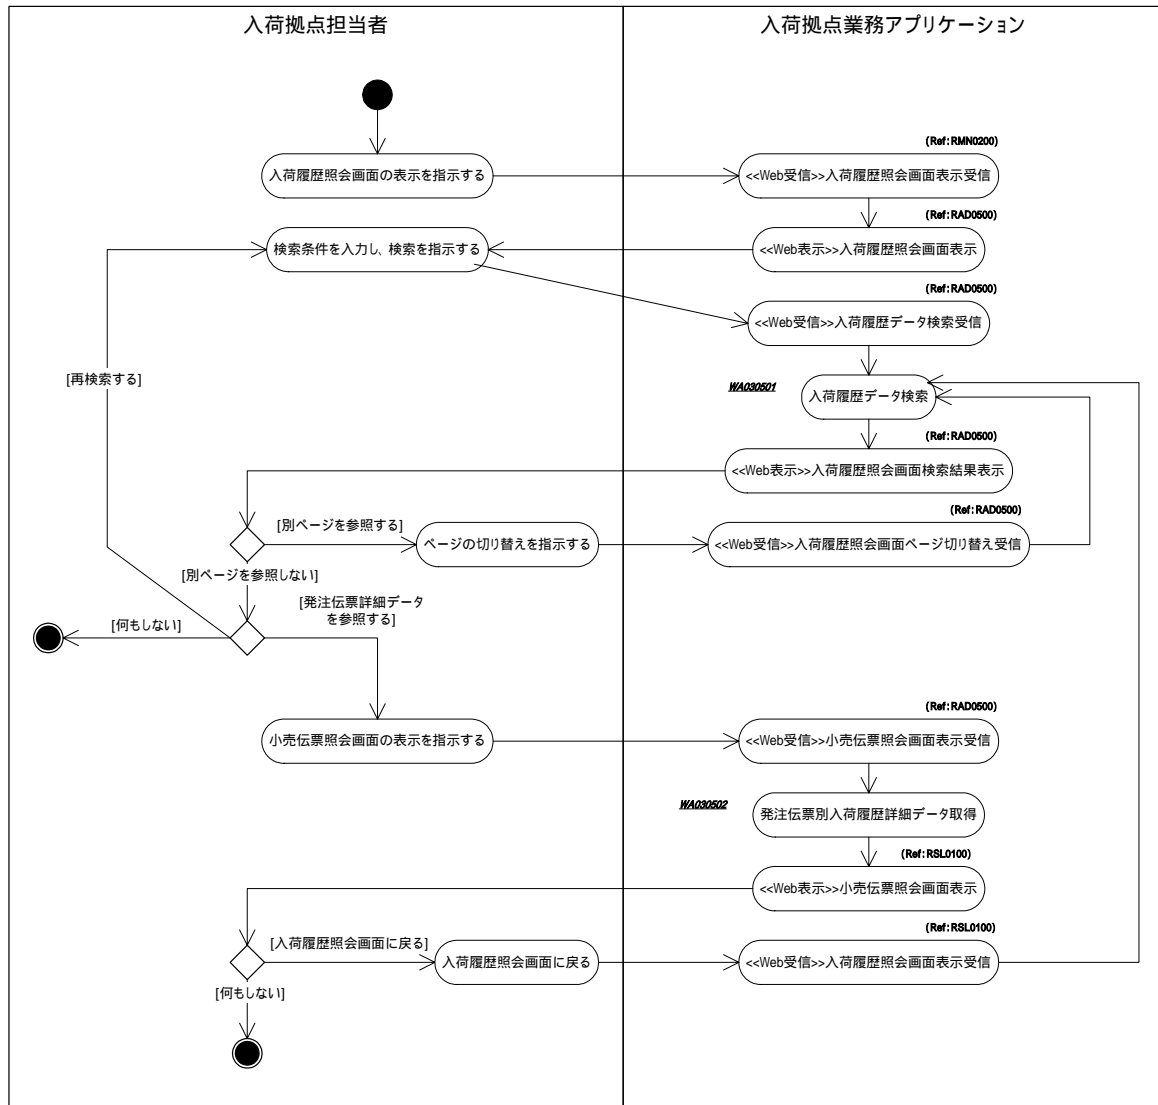 入荷拠点担当者
入荷拠点業務アプリケーション
(Ref:RMN0200)
入荷履歴照会画面の表示を指示する
<<Web受信>>入荷履歴照会画面表示受信
(Ref:RAD0500)
検索条件を入力し、検索を指示する
<<Web表示>>入荷履歴照会画面表示
(Ref:RAD0500)
<<Web受信>>入荷履歴データ検索受信
[再検索する]
WA030501
入荷履歴データ検索
(Ref:RAD0500)
<<Web表示>>入荷履歴照会画面検索結果表示
(Ref:RAD0500)
[別ページを参照する]
ページの切り替えを指示する
<<Web受信>>入荷履歴照会画面ページ切り替え受信
[別ページを参照しない]
[発注伝票詳細データ
を参照する]
[何もしない]
(Ref:RAD0500)
小売伝票照会画面の表示を指示する
<<Web受信>>小売伝票照会画面表示受信
WA030502
発注伝票別入荷履歴詳細データ取得
(Ref:RSL0100)
<<Web表示>>小売伝票照会画面表示
(Ref:RSL0100)
[入荷履歴照会画面に戻る]
入荷履歴照会画面に戻る
<<Web受信>>入荷履歴照会画面表示受信
[何もしない]